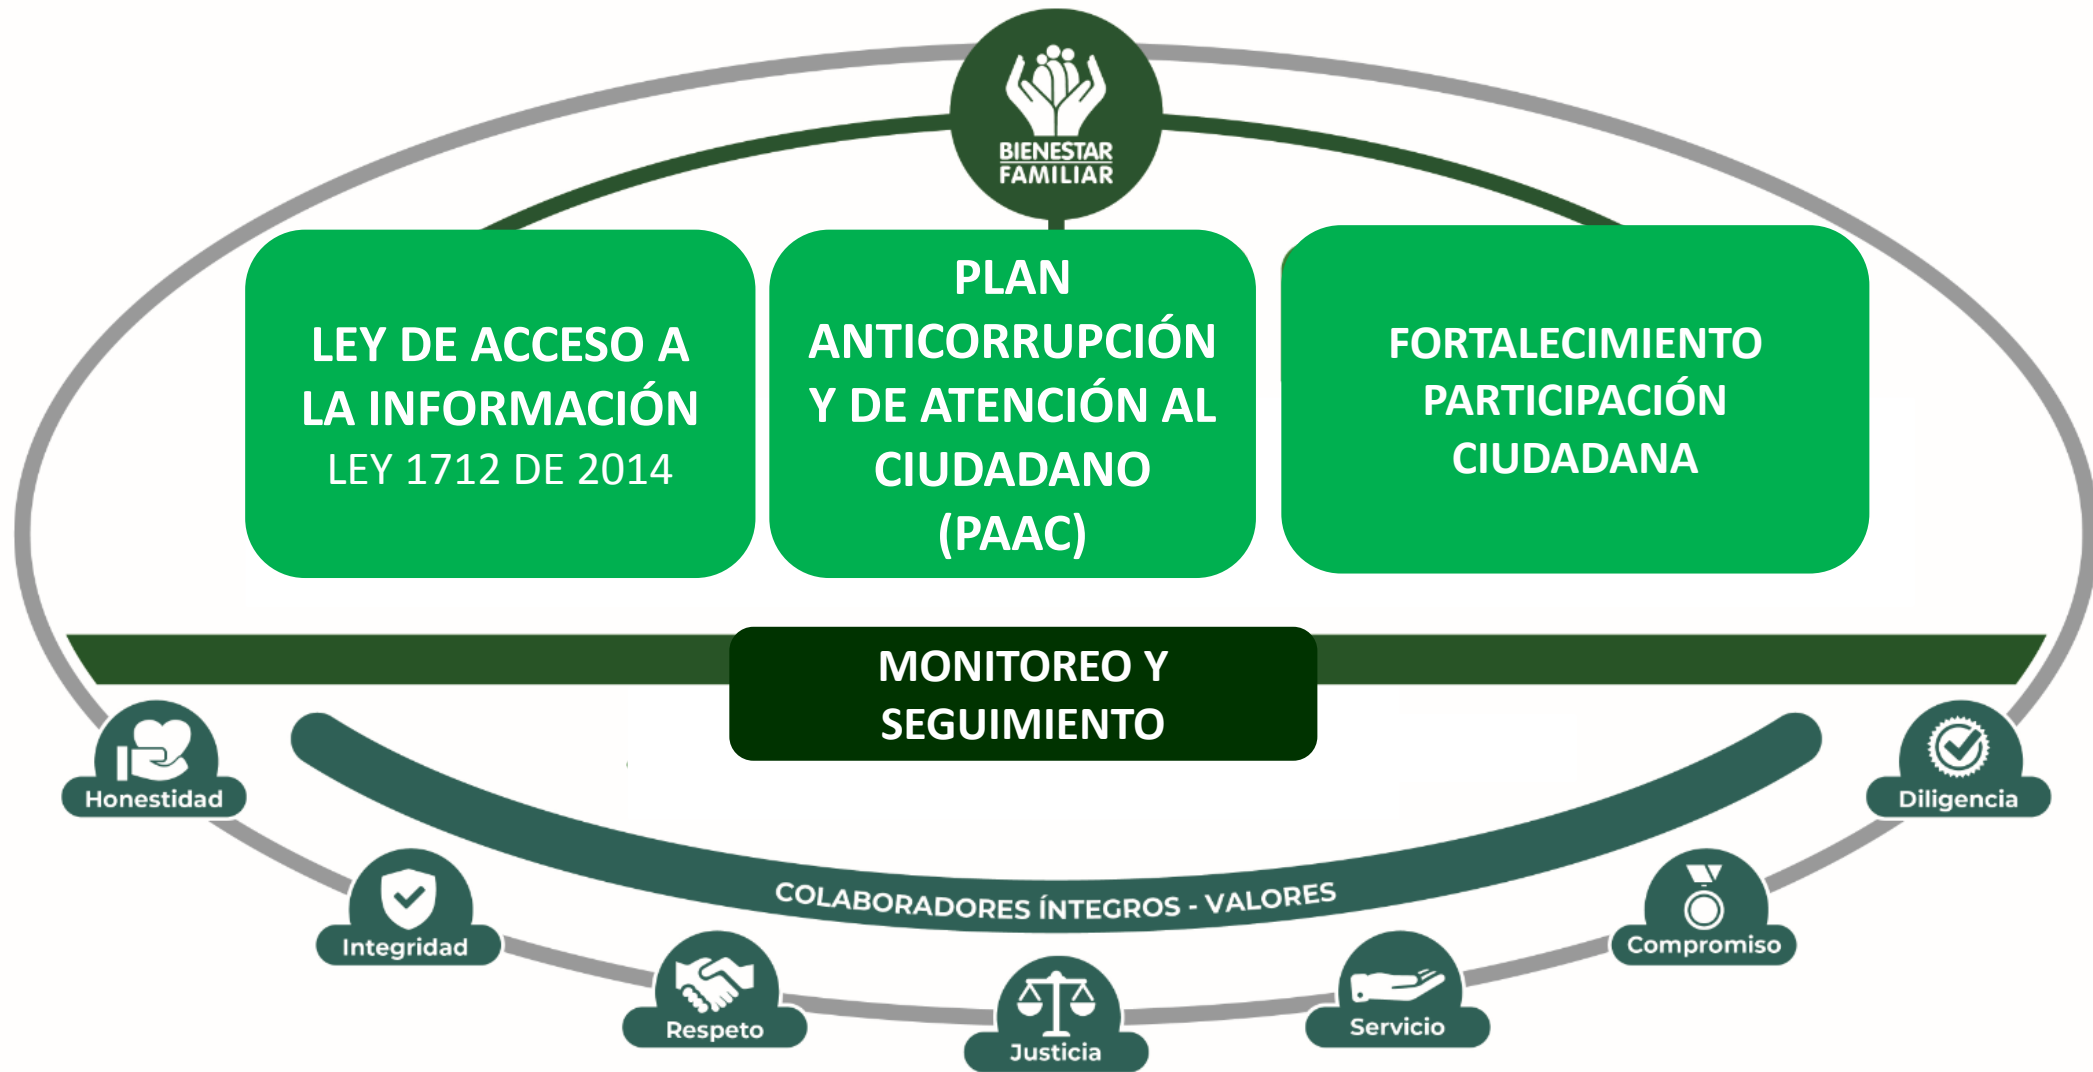 BIENESTAR
FAMILIAR
LEY DE ACCESO A
LA INFORMACIÓN
LEY 1712 DE 2014
PLAN
ANTICORRUPCIÓN
Y DE ATENCIÓN AL
CIUDADANO
(PAAC)
FORTALECIMIENTO
PARTICIPACIÓN
CIUDADANA
MONITOREO Y
SEGUIMIENTO
COLABORADORES ÍNTEGROS - VALORES
Honestidad
Integridad
Respeto
Justicia
Servicio
Compromiso
Diligencia